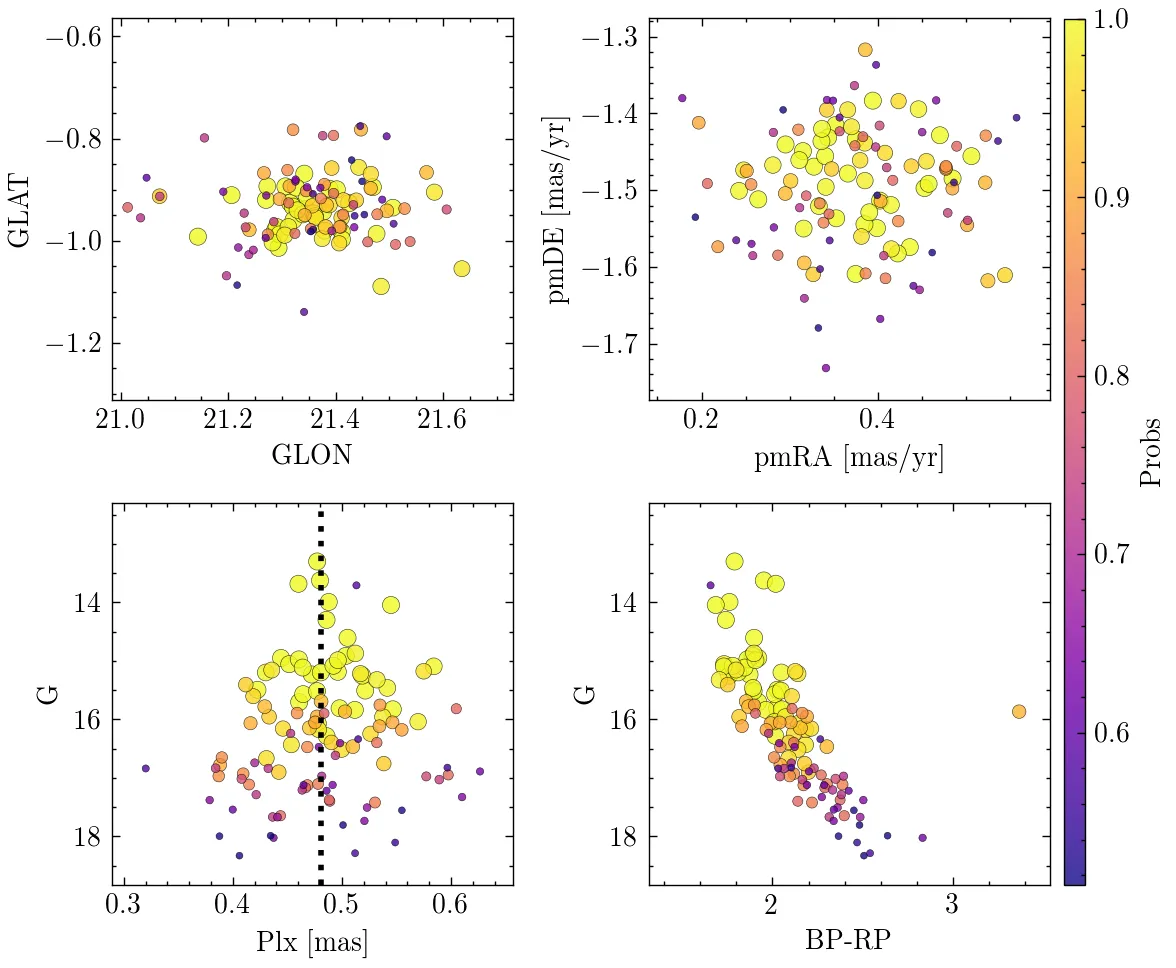 −0.6
−0.8
−1.0
−1.2
GLAT
21.0 21.2 21.4 21.6
GLON
−1.3
−1.4
−1.5
−1.6
−1.7
pmDE [mas/yr]
0.2 0.4
pmRA [mas/yr]
14
16
18
G
0.3 0.4 0.5 0.6
Plx [mas]
14
16
18
G
2 3
BP-RP
1.0
0.9
0.8
0.7
0.6
Probs